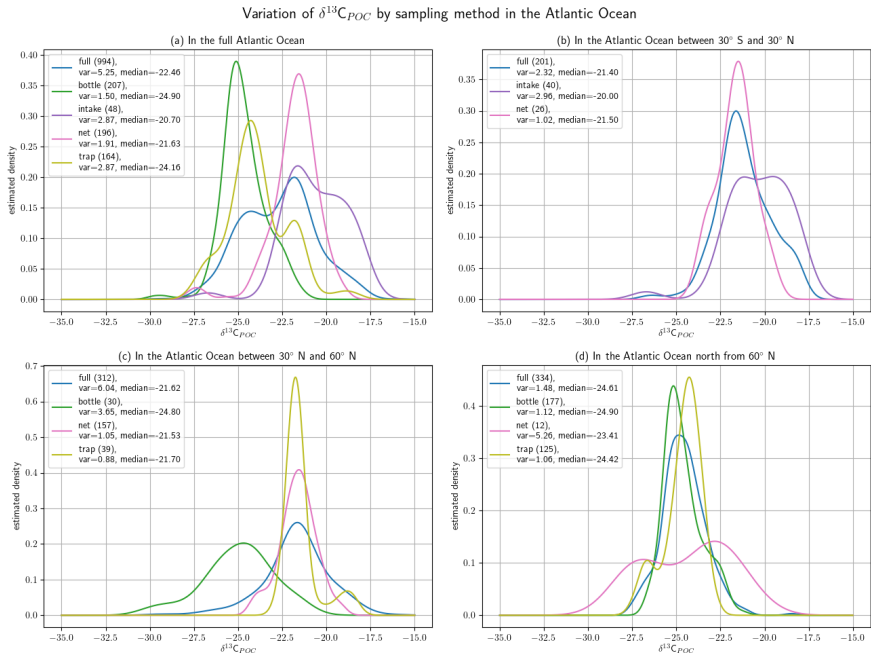 Variation of δ¹³C_POC by sampling method in the Atlantic Ocean
(a) In the full Atlantic Ocean
full (994),
var=5.25, median=-22.46
bottle (207),
var=1.50, median=-24.90
intake (48),
var=2.87, median=-20.70
net (196),
var=1.91, median=-21.63
trap (164),
var=2.87, median=-24.16
estimated density
0.40
0.35
0.30
0.25
0.20
0.15
0.10
0.05
0.00
−35.0 −32.5 −30.0 −27.5 −25.0 −22.5 −20.0 −17.5 −15.0
δ¹³C_POC
(b) In the Atlantic Ocean between 30° S and 30° N
full (201),
var=2.32, median=-21.40
intake (40),
var=2.96, median=-20.00
net (26),
var=1.02, median=-21.50
estimated density
0.35
0.30
0.25
0.20
0.15
0.10
0.05
0.00
−35.0 −32.5 −30.0 −27.5 −25.0 −22.5 −20.0 −17.5 −15.0
δ¹³C_POC
(c) In the Atlantic Ocean between 30° N and 60° N
full (312),
var=6.04, median=-21.62
bottle (30),
var=3.65, median=-24.80
net (157),
var=1.05, median=-21.53
trap (39),
var=0.88, median=-21.70
estimated density
0.7
0.6
0.5
0.4
0.3
0.2
0.1
0.0
−35.0 −32.5 −30.0 −27.5 −25.0 −22.5 −20.0 −17.5 −15.0
δ¹³C_POC
(d) In the Atlantic Ocean north from 60° N
full (334),
var=1.48, median=-24.61
bottle (177),
var=1.12, median=-24.90
net (12),
var=5.26, median=-23.41
trap (125),
var=1.06, median=-24.42
estimated density
0.4
0.3
0.2
0.1
0.0
−35.0 −32.5 −30.0 −27.5 −25.0 −22.5 −20.0 −17.5 −15.0
δ¹³C_POC